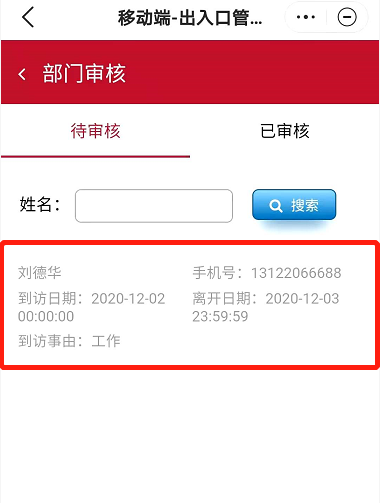 移动端-出入口管...
部门审核
待审核 已审核
姓名： 搜索
刘德华 手机号：13122066688
到访日期：2020-12-02 离开日期：2020-12-03
00:00:00 23:59:59
到访事由：工作